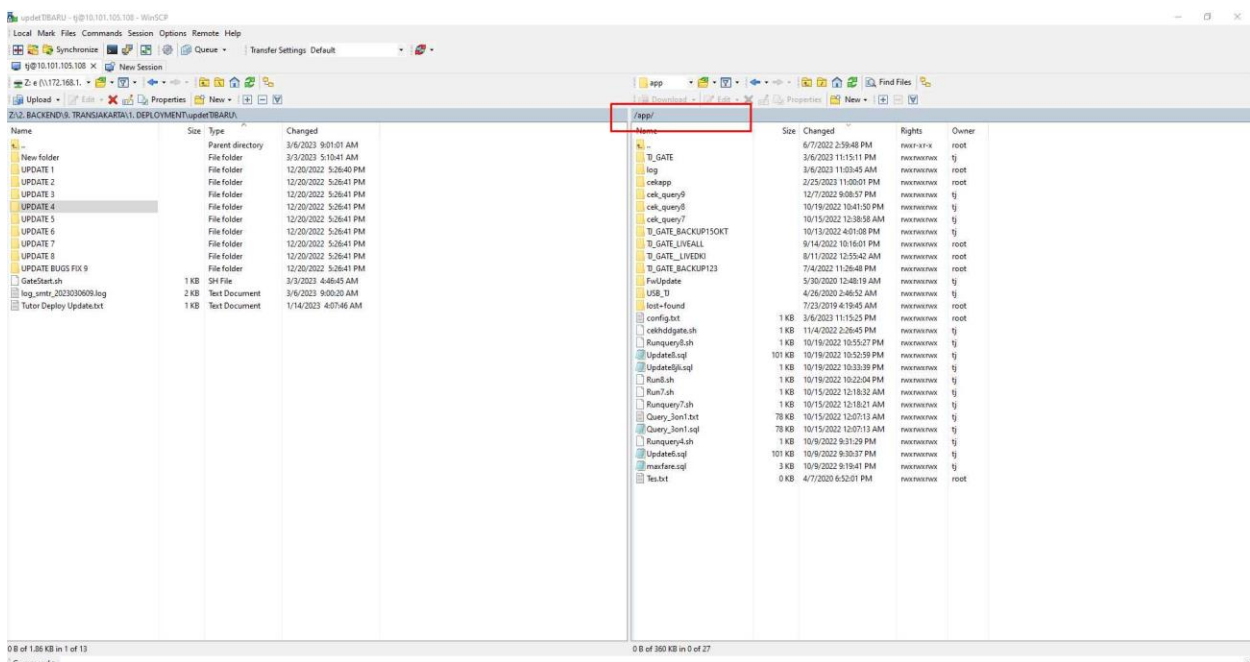 updetTIBARU - tj@10.101.105.108 - WinSCP
Local Mark Files Commands Session Options Remote Help
Synchronize Queue Transfer Settings Default
tj@10.101.105.108 × New Session
Z: e (\\172.168.1.
app Find Files
Upload Edit Properties New
Download Edit Properties New
Z:\2. BACKEND\9. TRANSJAKARTA\1. DEPLOYMENT\updetTIBARU\
/app/
Name Size Type Changed
.. Parent directory 3/6/2023 9:01:01 AM
New folder File folder 3/3/2023 5:10:41 AM
UPDATE 1 File folder 12/20/2022 5:26:40 PM
UPDATE 2 File folder 12/20/2022 5:26:41 PM
UPDATE 3 File folder 12/20/2022 5:26:41 PM
UPDATE 4 File folder 12/20/2022 5:26:41 PM
UPDATE 5 File folder 12/20/2022 5:26:41 PM
UPDATE 6 File folder 12/20/2022 5:26:41 PM
UPDATE 7 File folder 12/20/2022 5:26:41 PM
UPDATE 8 File folder 12/20/2022 5:26:41 PM
UPDATE BUGS FIX 9 File folder 12/20/2022 5:26:41 PM
GateStart.sh 1 KB SH File 3/3/2023 4:46:45 AM
log_smtr_2023030609.log 2 KB Text Document 3/6/2023 9:00:20 AM
Tutor Deploy Update.txt 1 KB Text Document 1/14/2023 4:07:46 AM
Name Size Changed Rights Owner
.. 6/7/2022 2:59:48 PM rwxr-xr-x root
TJ_GATE 3/6/2023 11:15:11 PM rwxrwxrwx tj
log 3/6/2023 11:03:45 AM rwxrwxrwx root
cekapp 2/25/2023 11:00:01 PM rwxrwxrwx root
cek_query9 12/7/2022 9:08:57 PM rwxrwxrwx tj
cek_query8 10/19/2022 10:41:50 PM rwxrwxrwx tj
cek_query7 10/15/2022 12:38:58 AM rwxrwxrwx tj
TJ_GATE_BACKUP15OKT 10/13/2022 4:01:08 PM rwxrwxrwx tj
TJ_GATE_LIVEALL 9/14/2022 10:16:01 PM rwxrwxrwx root
TJ_GATE__LIVEDKI 8/11/2022 12:55:42 AM rwxrwxrwx root
TJ_GATE_BACKUP123 7/4/2022 11:26:48 PM rwxrwxrwx root
FwUpdate 5/30/2020 12:48:19 AM rwxrwxrwx tj
USB_TJ 4/26/2020 2:46:52 AM rwxrwxrwx tj
lost+found 7/23/2019 4:19:45 AM rwxrwxrwx root
config.txt 1 KB 3/6/2023 11:15:25 PM rwxrwxrwx root
cekhddgate.sh 1 KB 11/4/2022 2:26:45 PM rwxrwxrwx tj
Runquery8.sh 1 KB 10/19/2022 10:55:27 PM rwxrwxrwx tj
Update8.sql 101 KB 10/19/2022 10:52:59 PM rwxrwxrwx tj
Update8jli.sql 1 KB 10/19/2022 10:33:39 PM rwxrwxrwx tj
Run8.sh 1 KB 10/19/2022 10:22:04 PM rwxrwxrwx tj
Run7.sh 1 KB 10/15/2022 12:18:32 AM rwxrwxrwx tj
Runquery7.sh 1 KB 10/15/2022 12:18:21 AM rwxrwxrwx tj
Query_3on1.txt 78 KB 10/15/2022 12:07:13 AM rwxrwxrwx tj
Query_3on1.sql 78 KB 10/15/2022 12:07:13 AM rwxrwxrwx tj
Runquery4.sh 1 KB 10/9/2022 9:31:29 PM rwxrwxrwx tj
Update6.sql 101 KB 10/9/2022 9:30:37 PM rwxrwxrwx tj
maxfare.sql 3 KB 10/9/2022 9:19:41 PM rwxrwxrwx tj
Tes.txt 0 KB 4/7/2020 6:52:01 PM rwxrwxrwx root
0 B of 1.86 KB in 1 of 13
0 B of 360 KB in 0 of 27